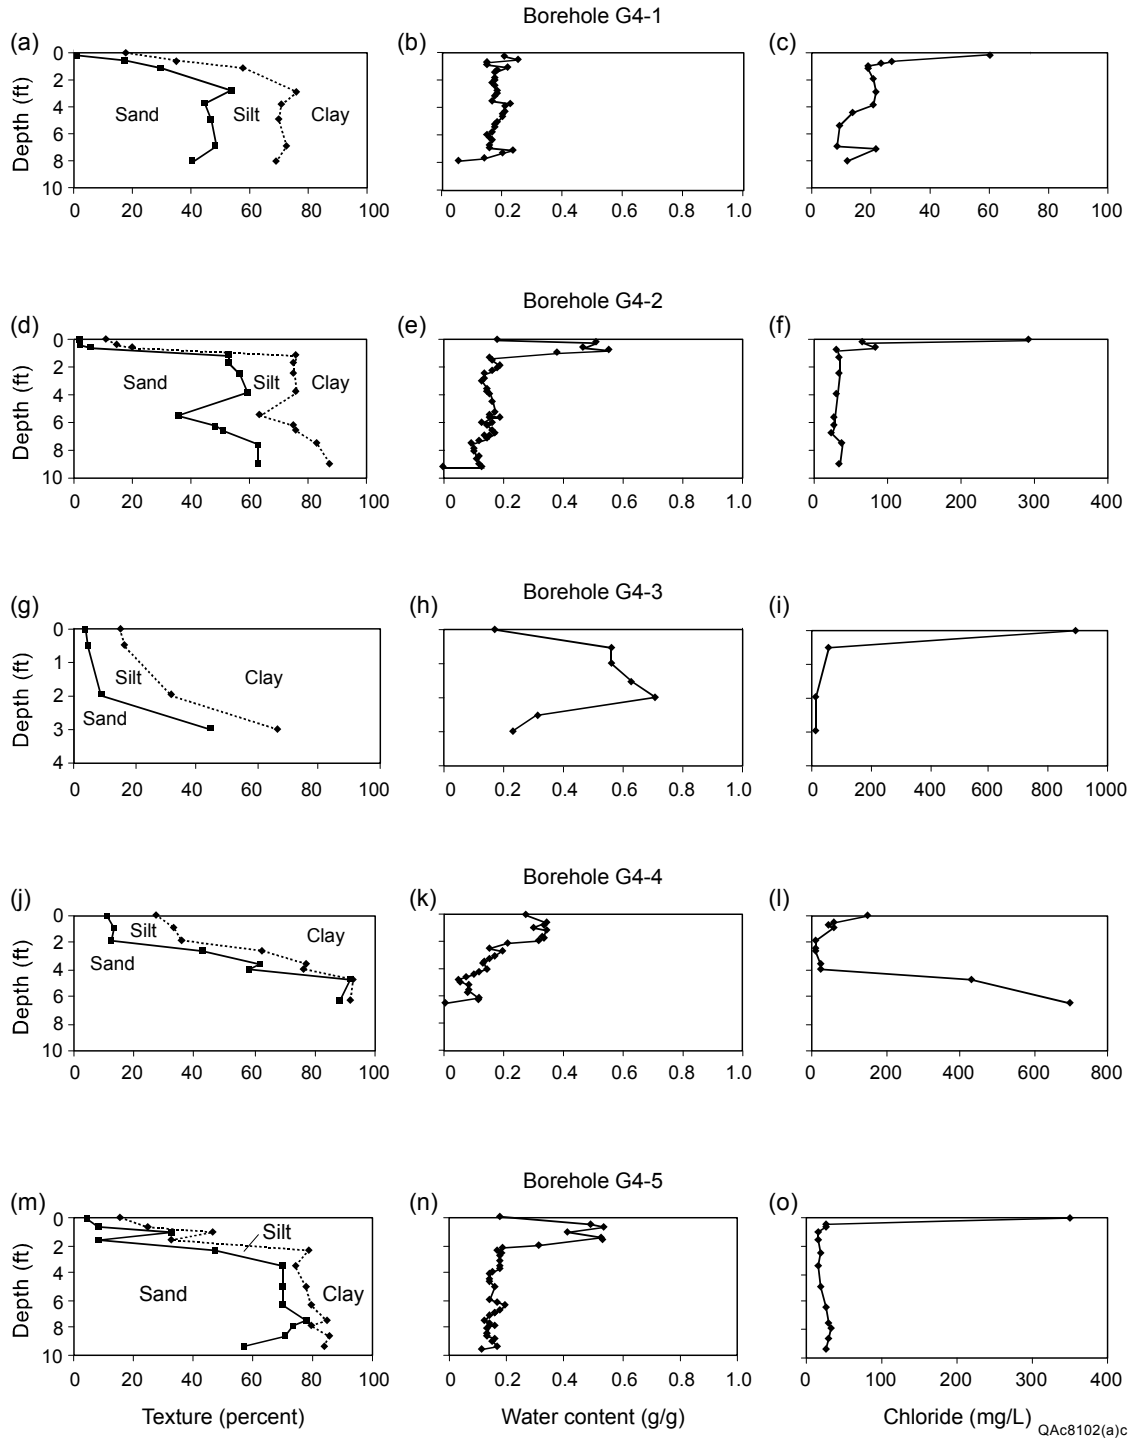 Borehole G4-1
(a) (b) (c)
0
2
4
6
8
10
Depth (ft)
Sand Silt Clay
0 20 40 60 80 100
0 0.2 0.4 0.6 0.8 1.0
0 20 40 60 80 100
Borehole G4-2
(d) (e) (f)
0
2
4
6
8
10
Depth (ft)
Sand Silt Clay
0 20 40 60 80 100
0 0.2 0.4 0.6 0.8 1.0
0 100 200 300 400
Borehole G4-3
(g) (h) (i)
0
1
2
3
4
Depth (ft)
Silt Clay
Sand
0 20 40 60 80 100
0 0.2 0.4 0.6 0.8 1.0
0 200 400 600 800 1000
Borehole G4-4
(j) (k) (l)
0
2
4
6
8
10
Depth (ft)
Silt Clay
Sand
0 20 40 60 80 100
0 0.2 0.4 0.6 0.8 1.0
0 200 400 600 800
Borehole G4-5
(m) (n) (o)
0
2
4
6
8
10
Depth (ft)
Silt
Sand Clay
0 20 40 60 80 100
0 0.2 0.4 0.6 0.8 1.0
0 100 200 300 400
Texture (percent) Water content (g/g) Chloride (mg/L)
QAc8102(a)c